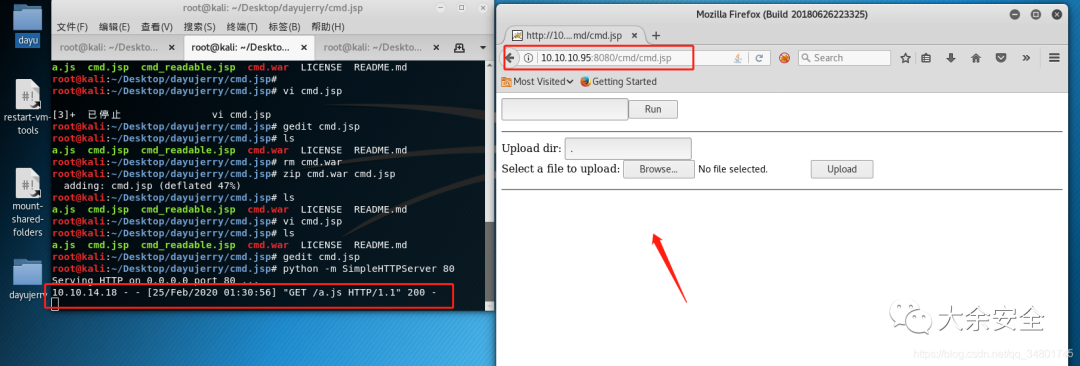 dayu
restart-vm-
tools
mount-
shared-
folders
dayujerry
root@kali: ~/Desktop/dayujerry/cmd.jsp
文件(F) 编辑(E) 查看(V) 搜索(S) 终端(T) 标签(B) 帮助(H)
root@kali: ~/Deskto... × root@kali: ~/Deskto... × root@kali: ~/Deskto... ×
a.js cmd.jsp cmd_readable.jsp cmd.war LICENSE README.md
root@kali:~/Desktop/dayujerry/cmd.jsp#
root@kali:~/Desktop/dayujerry/cmd.jsp# vi cmd.jsp
[3]+ 已停止 vi cmd.jsp
root@kali:~/Desktop/dayujerry/cmd.jsp# gedit cmd.jsp
root@kali:~/Desktop/dayujerry/cmd.jsp# ls
a.js cmd.jsp cmd_readable.jsp cmd.war LICENSE README.md
root@kali:~/Desktop/dayujerry/cmd.jsp# rm cmd.war
root@kali:~/Desktop/dayujerry/cmd.jsp# zip cmd.war cmd.jsp
adding: cmd.jsp (deflated 47%)
root@kali:~/Desktop/dayujerry/cmd.jsp# ls
a.js cmd.jsp cmd_readable.jsp cmd.war LICENSE README.md
root@kali:~/Desktop/dayujerry/cmd.jsp# vi cmd.jsp
root@kali:~/Desktop/dayujerry/cmd.jsp# ls
a.js cmd.jsp cmd_readable.jsp cmd.war LICENSE README.md
root@kali:~/Desktop/dayujerry/cmd.jsp# gedit cmd.jsp
root@kali:~/Desktop/dayujerry/cmd.jsp# python -m SimpleHTTPServer 80
Serving HTTP on 0.0.0.0 port 80 ...
10.10.14.18 - - [25/Feb/2020 01:30:56] "GET /a.js HTTP/1.1" 200 -
Mozilla Firefox (Build 20180626223325)
http://10....md/cmd.jsp × +
10.10.10.95:8080/cmd/cmd.jsp
Search
Most Visited Getting Started
Run
Upload dir: .
Select a file to upload: Browse... No file selected. Upload
大余安全